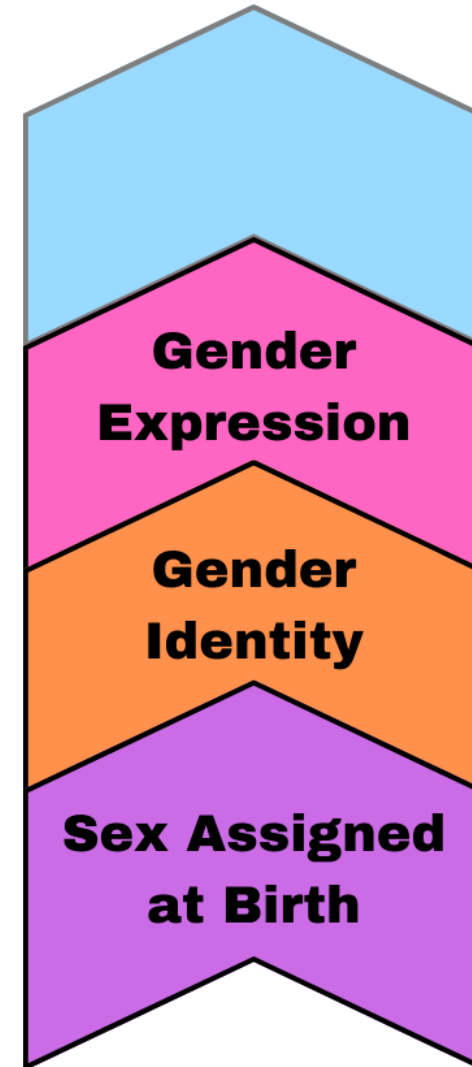 Gender
Expression
Gender
Identity
Sex Assigned
at Birth